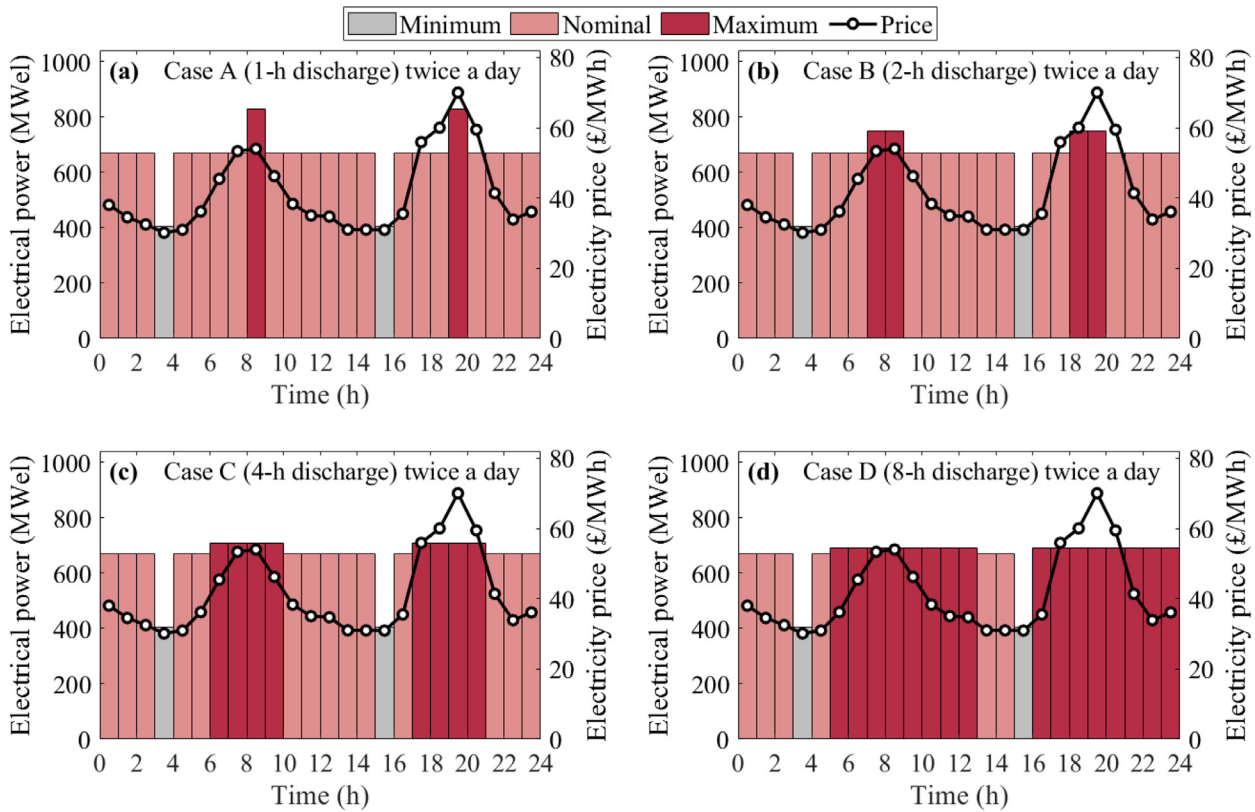 Minimum Nominal Maximum Price
(a) Case A (1-h discharge) twice a day
Electrical power (MWel)
1000
800
600
400
200
0
80
60
40
20
0
Electricity price (£/MWh)
0 2 4 6 8 10 12 14 16 18 20 22 24
Time (h)
(b) Case B (2-h discharge) twice a day
Electrical power (MWel)
1000
800
600
400
200
0
80
60
40
20
0
Electricity price (£/MWh)
0 2 4 6 8 10 12 14 16 18 20 22 24
Time (h)
(c) Case C (4-h discharge) twice a day
Electrical power (MWel)
1000
800
600
400
200
0
80
60
40
20
0
Electricity price (£/MWh)
0 2 4 6 8 10 12 14 16 18 20 22 24
Time (h)
(d) Case D (8-h discharge) twice a day
Electrical power (MWel)
1000
800
600
400
200
0
80
60
40
20
0
Electricity price (£/MWh)
0 2 4 6 8 10 12 14 16 18 20 22 24
Time (h)